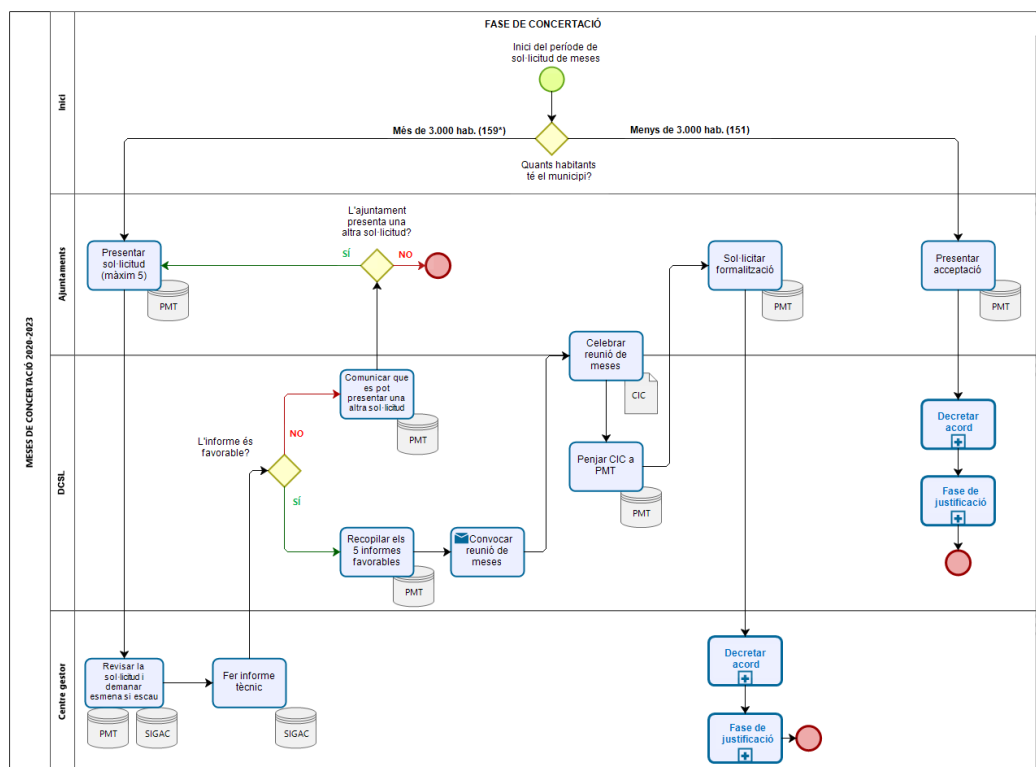 FASE DE CONCERTACIÓ
MESES DE CONCERTACIÓ 2020-2023
Inici
Inici del període de
sol·licitud de meses
Mès de 3.000 hab. (159*)
Menys de 3.000 hab. (151)
Quants habitants
té el municipi?
Ajuntaments
L'ajuntament
presenta una
altra sol·licitud?
SÍ
NO
Presentar
sol·licitud
(màxim 5)
PMT
Sol·licitar
formalització
Presentar
acceptació
PMT
DCSL
Celebrar
reunió de
meses
CIC
Comunicar que
es pot
presentar una
altra sol·licitud
PMT
L'informe és
favorable?
NO
SÍ
Penjar CIC a
PMT
PMT
Decretar
acord
Fase de
justificació
Recopilar els
5 informes
favorables
PMT
Convocar
reunió de
meses
Centre gestor
Revisar la
sol·licitud i
demanar
esmena si escau
PMT
SIGAC
Fer informe
tècnic
SIGAC
Decretar
acord
Fase de
justificació